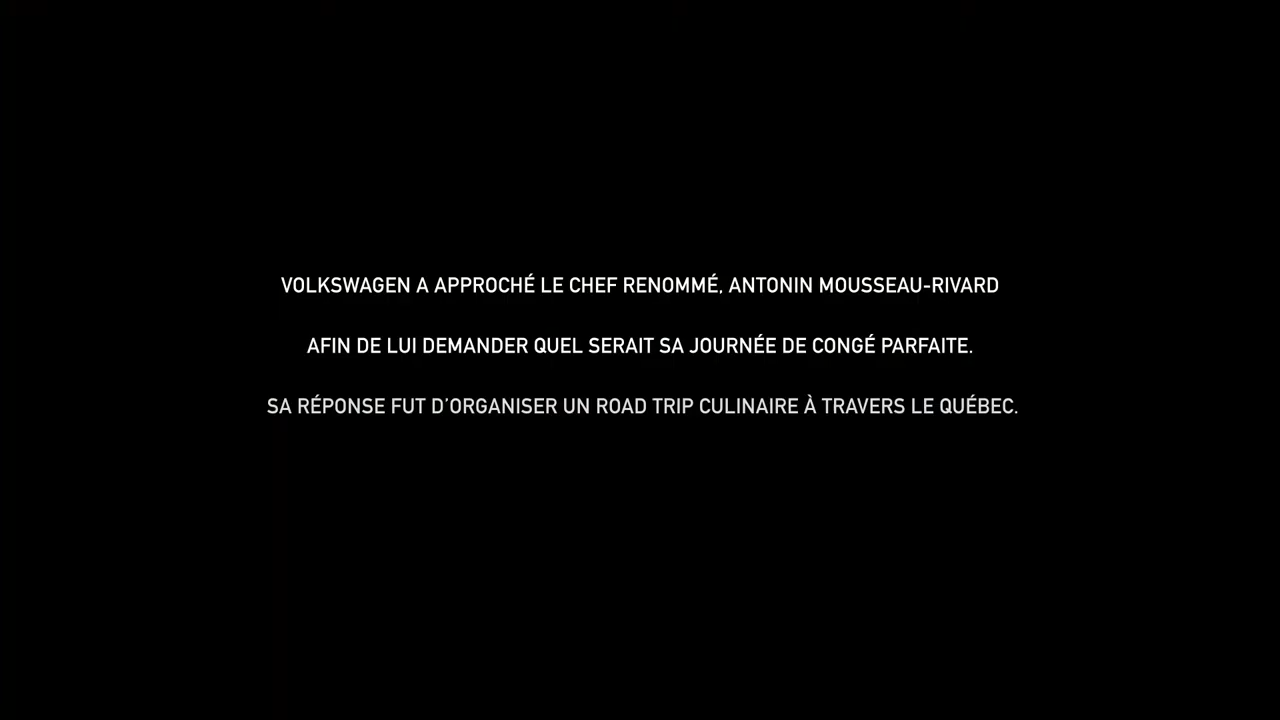 VOLKSWAGEN A APPROCHÉ LE CHEF RENOMMÉ, ANTONIN MOUSSEAU-RIVARD
AFIN DE LUI DEMANDER QUEL SERAIT SA JOURNÉE DE CONGÉ PARFAITE.
SA RÉPONSE FUT D'ORGANISER UN ROAD TRIP CULINAIRE À TRAVERS LE QUÉBEC.